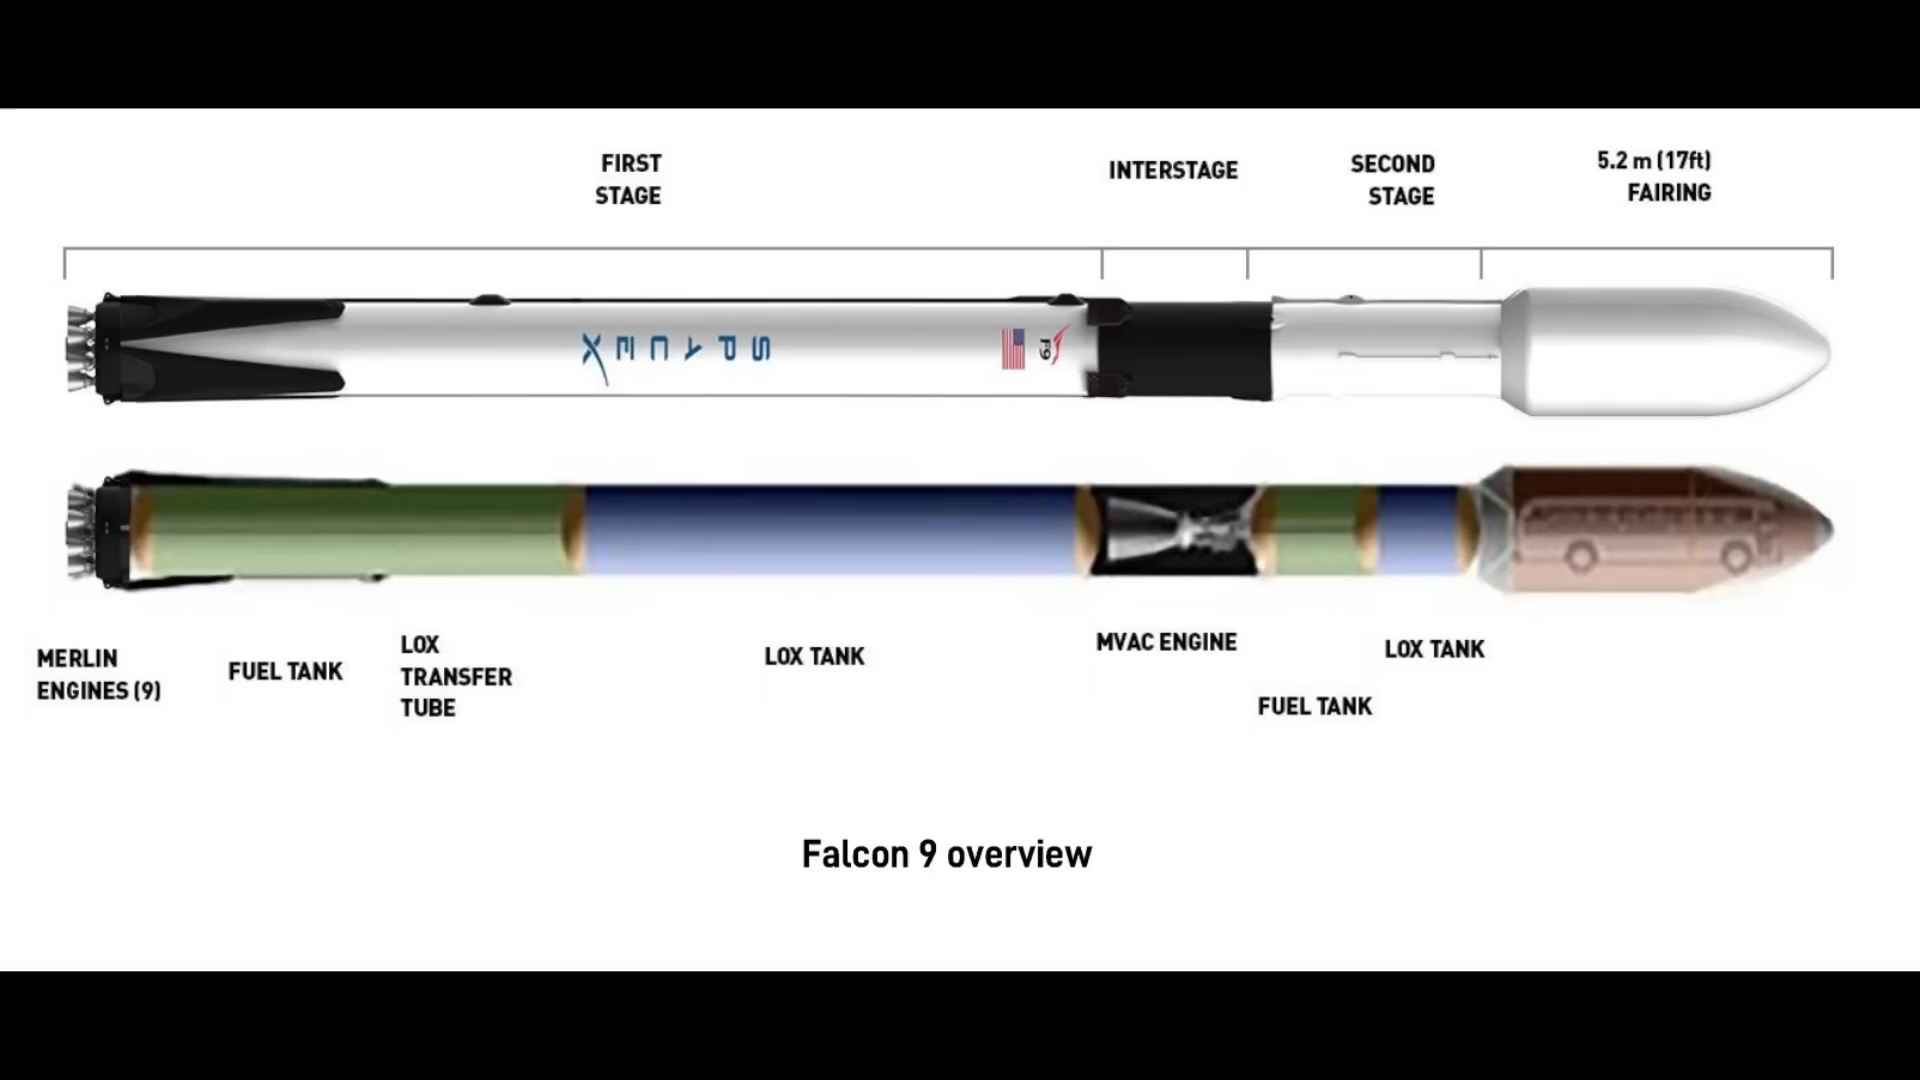 FIRST
STAGE
INTERSTAGE
SECOND
STAGE
5.2 m (17ft)
FAIRING
SPACEX
F9
MERLIN
ENGINES (9)
FUEL TANK
LOX
TRANSFER
TUBE
LOX TANK
MVAC ENGINE
FUEL TANK
LOX TANK
Falcon 9 overview